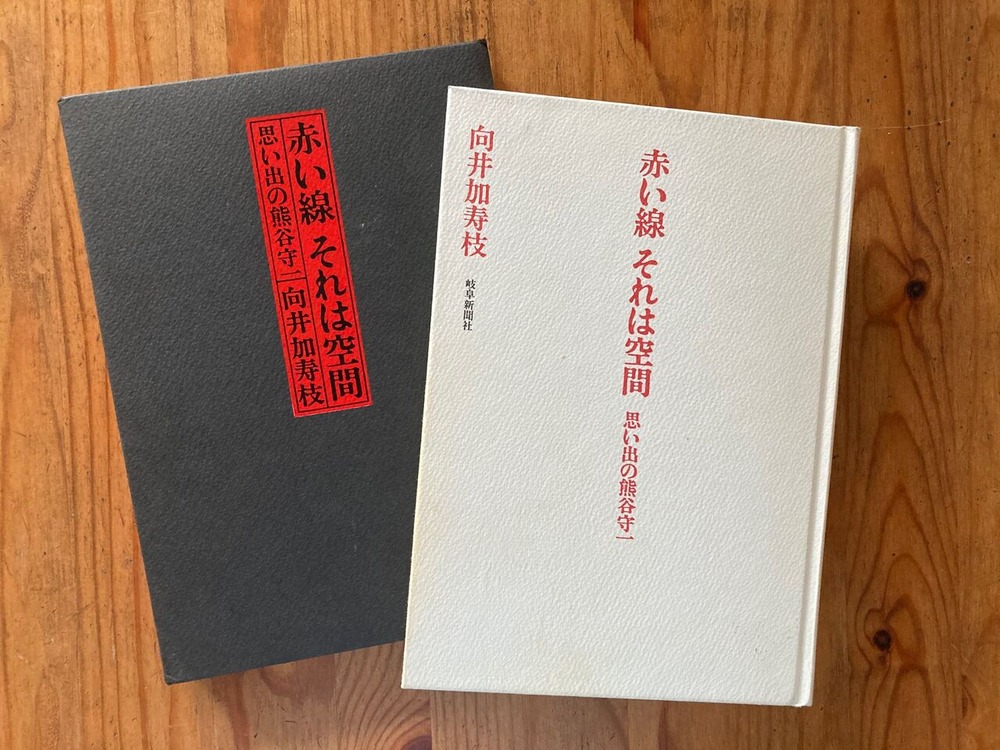 赤い線 それは空間
思い出の熊谷守一
向井加寿枝
赤い線 それは空間
思い出の熊谷守一
向井加寿枝
岐阜新聞社